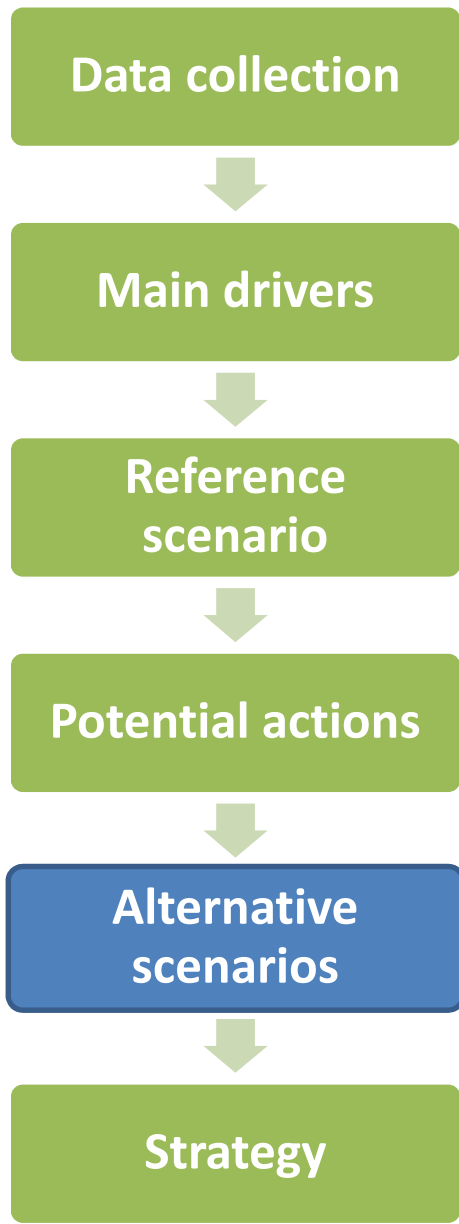 Data collection
Main drivers
Reference
scenario
Potential actions
Alternative
scenarios
Strategy